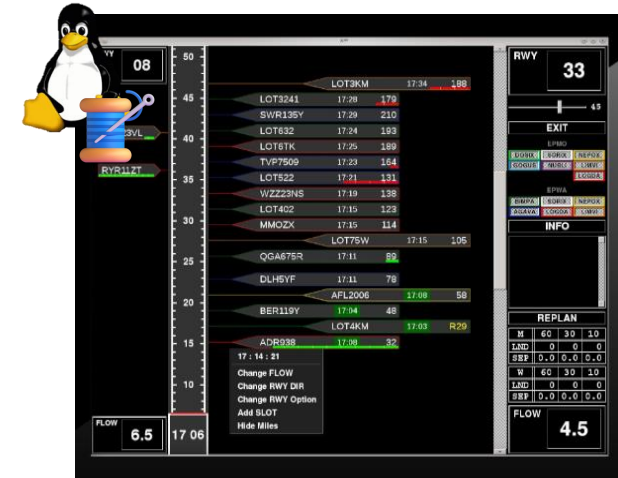 RWY
33
08
50
LOT3KM 17:34 188
45
LOT3241 17:28 179
45
SWR135Y 17:29 210
EXIT
40
LOT632 17:24 193
EPMO
LOT6TK 17:25 189
SORIX NEPOX
TVP7509 17:23 164
RYR11ZT
35
LOT522 17:21 131
LOGDA
WZZ23NS 17:19 138
EPWA
LOT402 17:15 123
SORIX NEPOX
AGAVA LOGDA
30
MMOZX 17:15 114
INFO
LOT75W 17:15 105
25
QGA675R 17:11 89
DLH5YF 17:11 78
20
AFL2006 17:08 58
BER119Y 17:04 48
REPLAN
LOT4KM 17:03 R29
M 60 30 10
15
ADR938 17:08 32
LND 0 0 0
SEP 0.0 0.0 0.0
17 : 14 : 21
W 60 30 10
Change FLOW
LND 0 0 0
10
Change RWY DIR
SEP 0.0 0.0 0.0
Change RWY Option
Add SLOT
Hide Miles
FLOW
6.5
17 06
FLOW
4.5